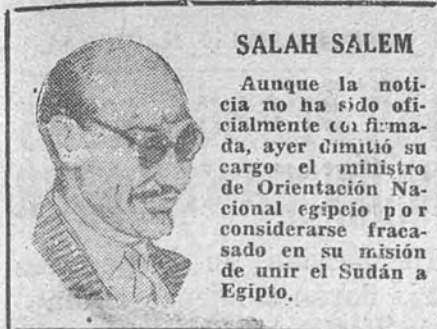 SALAH SALEM
Aunque la noti-
cia no ha sido ofi-
cialmente confirma-
da, ayer dimitió su
cargo el ministro
de Orientación Na-
cional egipcio por
considerarse fraca-
sado en su misión
de unir el Sudán a
Egipto.